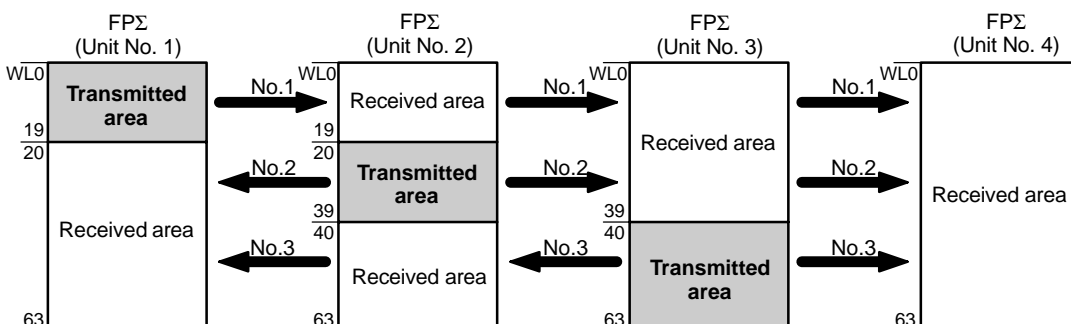 FPΣ
(Unit No. 1)
FPΣ
(Unit No. 2)
FPΣ
(Unit No. 3)
FPΣ
(Unit No. 4)
WL0
Transmitted
area
19
20
Received area
63
No.1
No.2
No.3
WL0
Received area
19
20
Transmitted
area
39
40
Received area
63
No.1
No.2
No.3
WL0
Received area
39
40
Transmitted
area
63
No.1
No.2
No.3
WL0
Received area
63